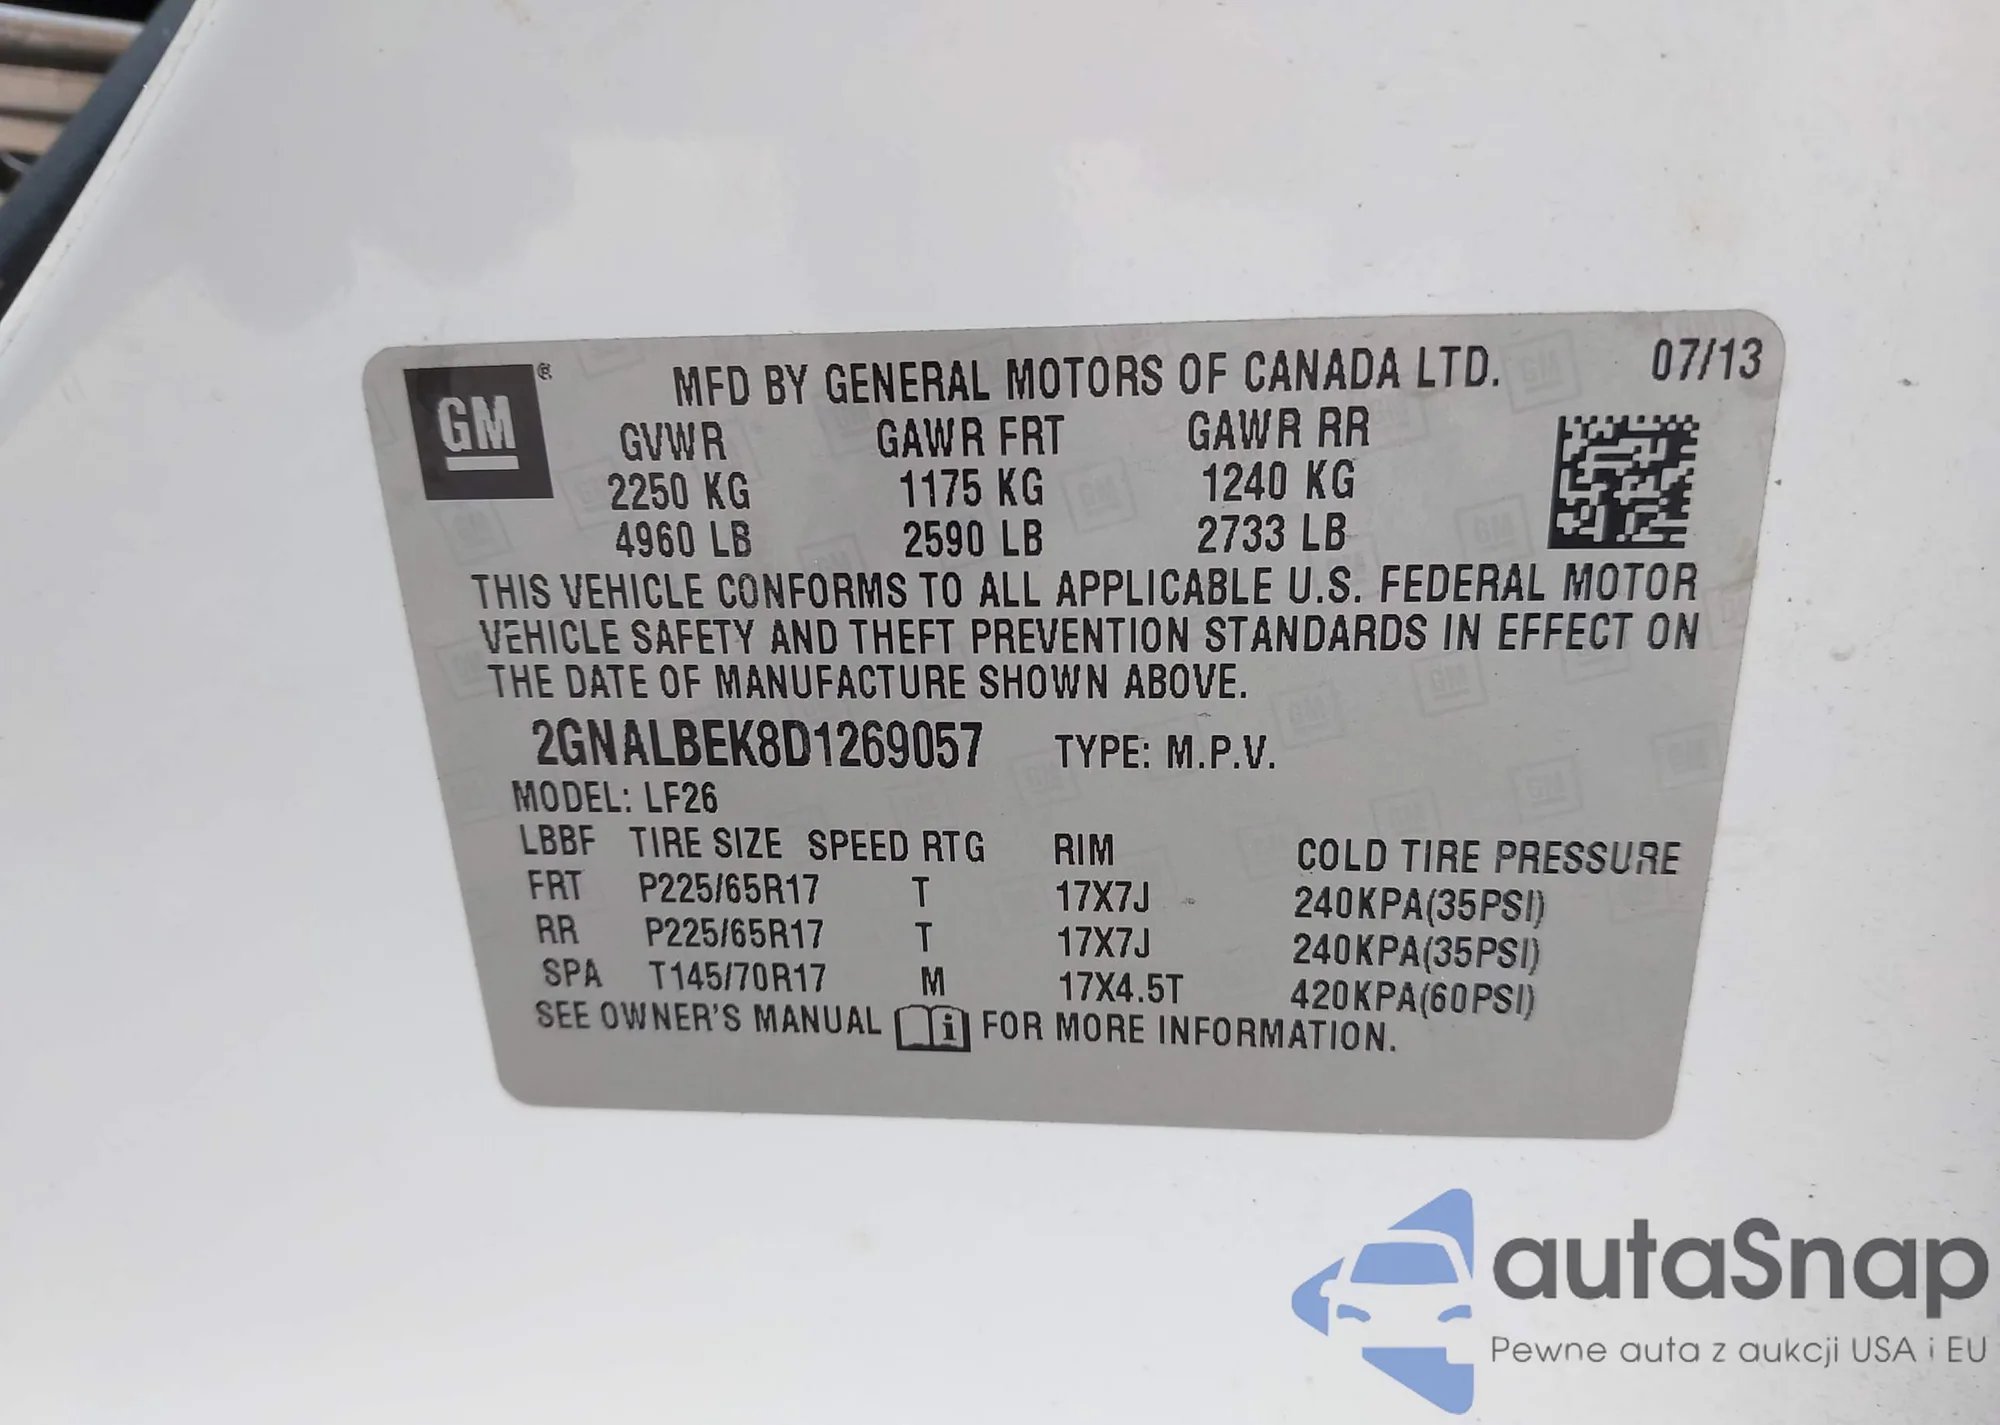 GM ®
MFD BY GENERAL MOTORS OF CANADA LTD. 07/13
GVWR GAWR FRT GAWR RR
2250 KG 1175 KG 1240 KG
4960 LB 2590 LB 2733 LB
THIS VEHICLE CONFORMS TO ALL APPLICABLE U.S. FEDERAL MOTOR
VEHICLE SAFETY AND THEFT PREVENTION STANDARDS IN EFFECT ON
THE DATE OF MANUFACTURE SHOWN ABOVE.
2GNALBEK8D1269057 TYPE: M.P.V.
MODEL: LF26
LBBF TIRE SIZE SPEED RTG RIM COLD TIRE PRESSURE
FRT P225/65R17 T 17X7J 240KPA(35PSI)
RR P225/65R17 T 17X7J 240KPA(35PSI)
SPA T145/70R17 M 17X4.5T 420KPA(60PSI)
SEE OWNER'S MANUAL i FOR MORE INFORMATION.
autaSnap
Pewne auta z aukcji USA i EU